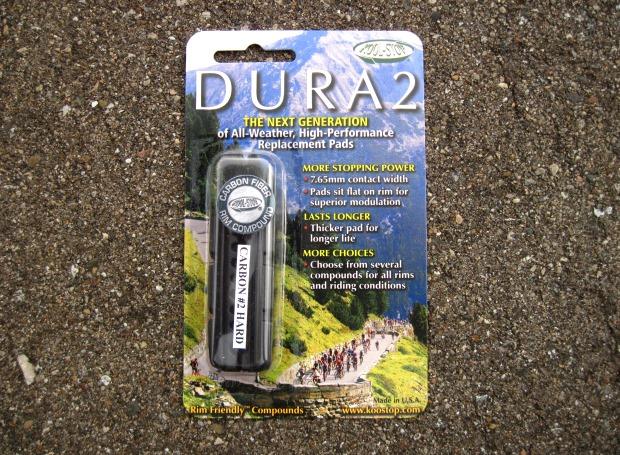 KOOL-STOP
DURA2
THE NEXT GENERATION
of All-Weather, High-Performance
Replacement Pads
CARBON FIBER
KOOL-STOP
RIM COMPOUND
CARBON #2 HARD
MORE STOPPING POWER
• 7.65mm contact width
• Pads sit flat on rim for
superior modulation
LASTS LONGER
• Thicker pad for
longer life
MORE CHOICES
• Choose from several
compounds for all rims
and riding conditions
Made in U.S.A.
Rim Friendly Compounds
www.koostop.com